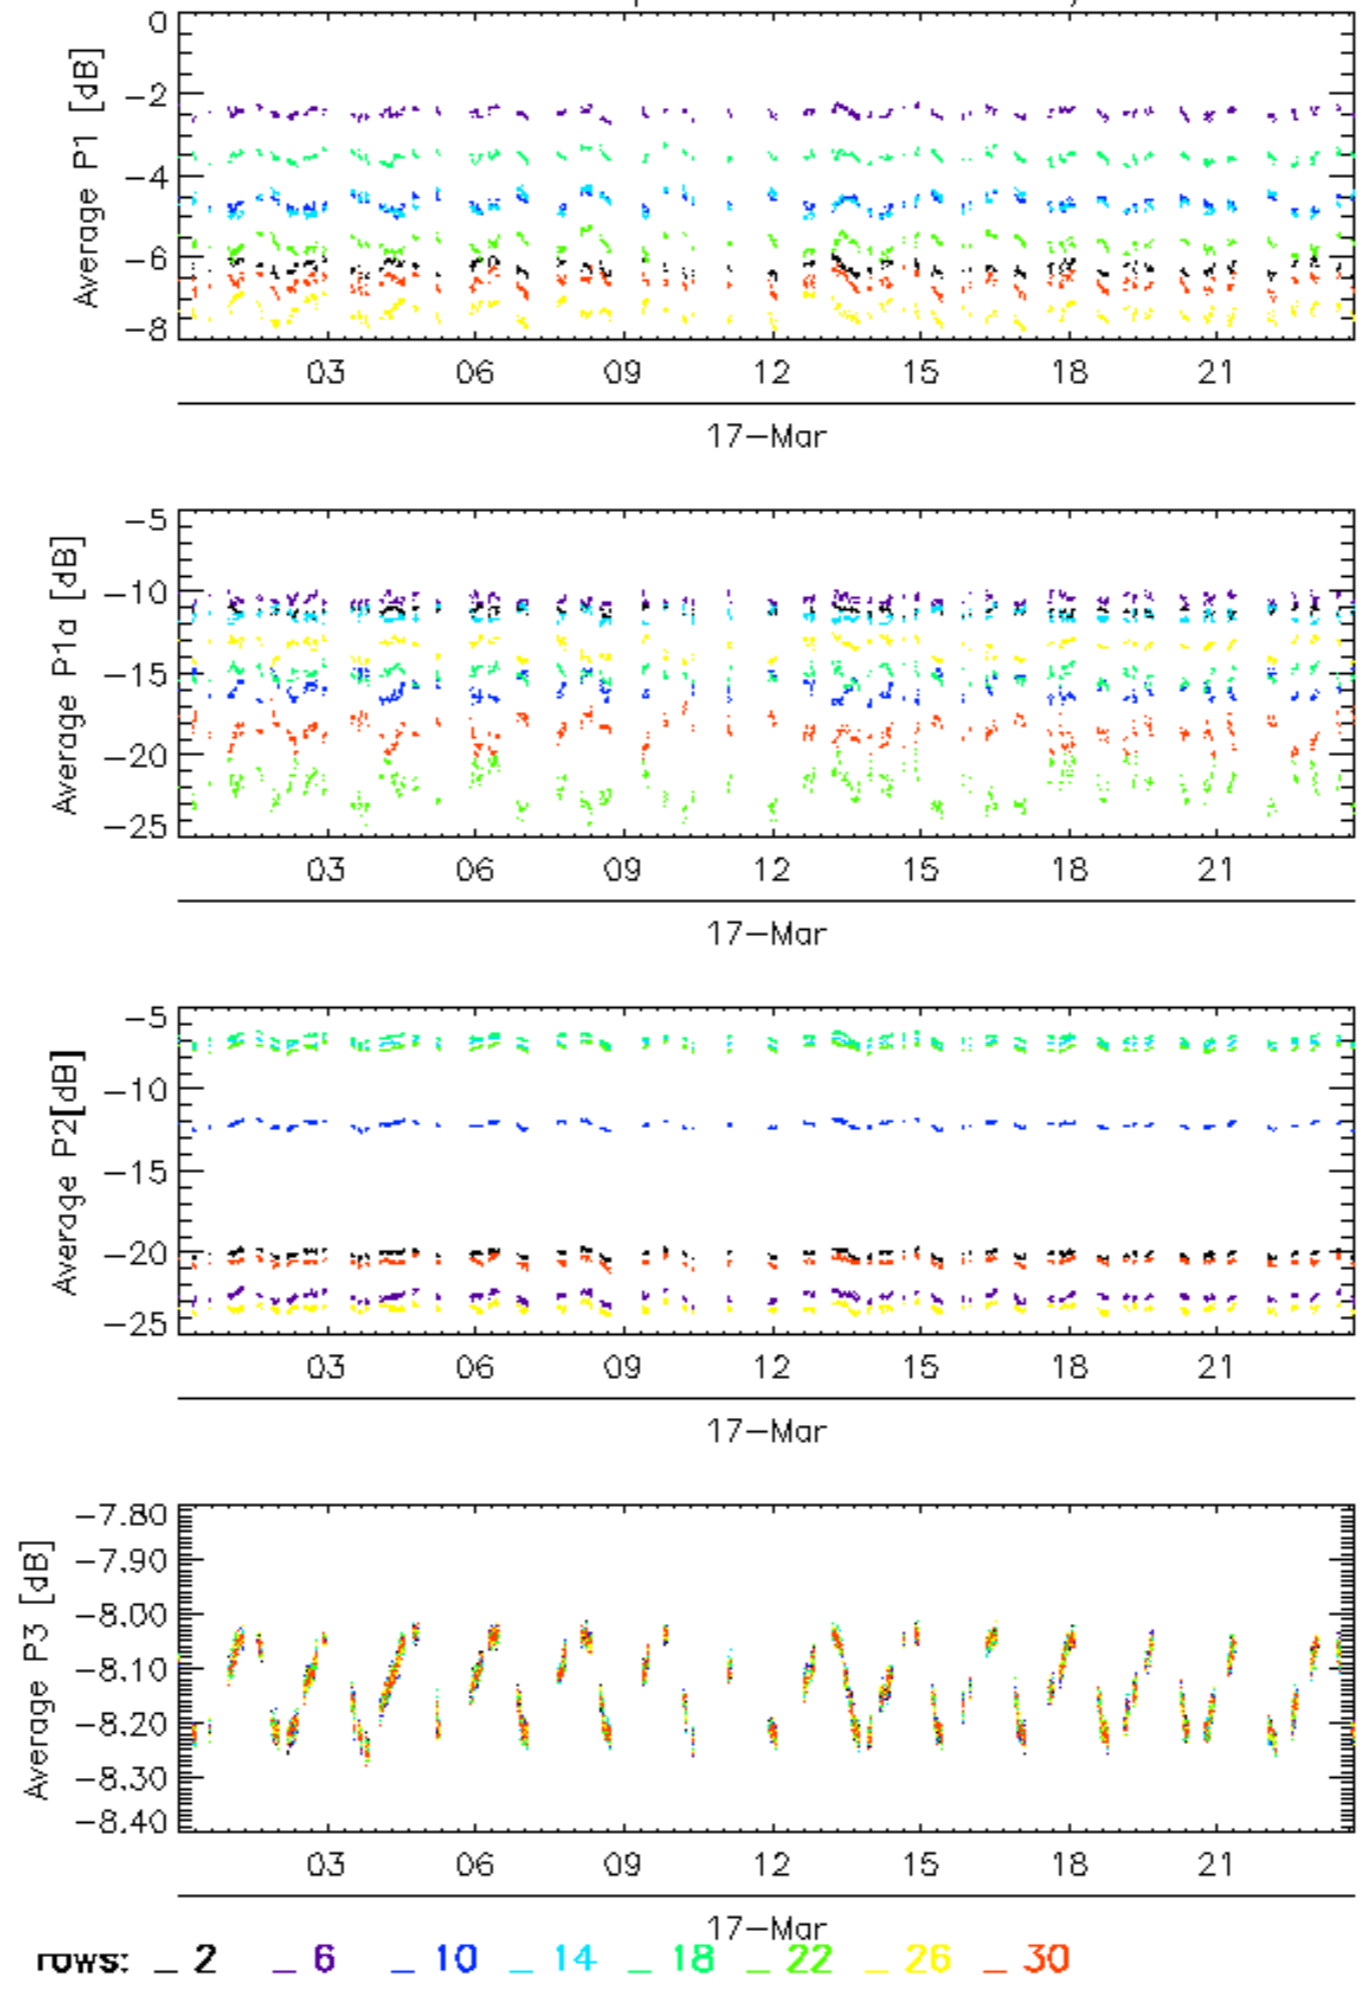 Average P1 [dB]
0
−2
−4
−6
−8
03 06 09 12 15 18 21
17−Mar
Average P1a [dB]
−5
−10
−15
−20
−25
03 06 09 12 15 18 21
17−Mar
Average P2[dB]
−5
−10
−15
−20
−25
03 06 09 12 15 18 21
17−Mar
Average P3 [dB]
−7.80
−7.90
−8.00
−8.10
−8.20
−8.30
−8.40
03 06 09 12 15 18 21
17−Mar
rows: _ 2 _ 6 _ 10 _ 14 _ 18 _ 22 _ 26 _ 30